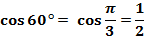 cos 60° = cos π/3 = 1/2